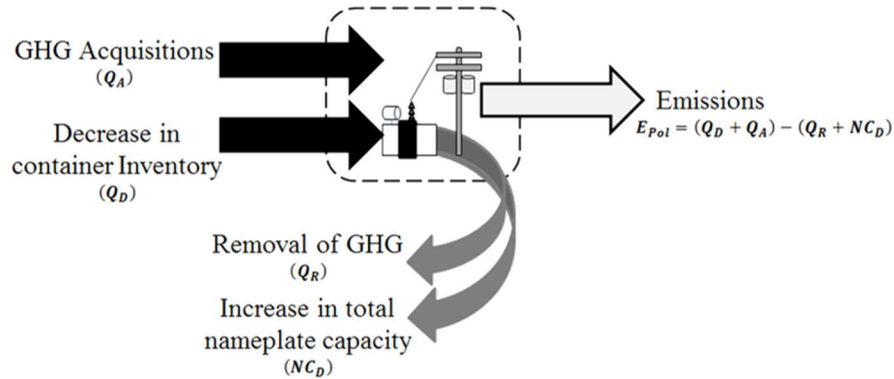 GHG Acquisitions
(Q_A)
Decrease in
container Inventory
(Q_D)
Emissions
E_Pol = (Q_D + Q_A) − (Q_R + NC_D)
Removal of GHG
(Q_R)
Increase in total
nameplate capacity
(NC_D)